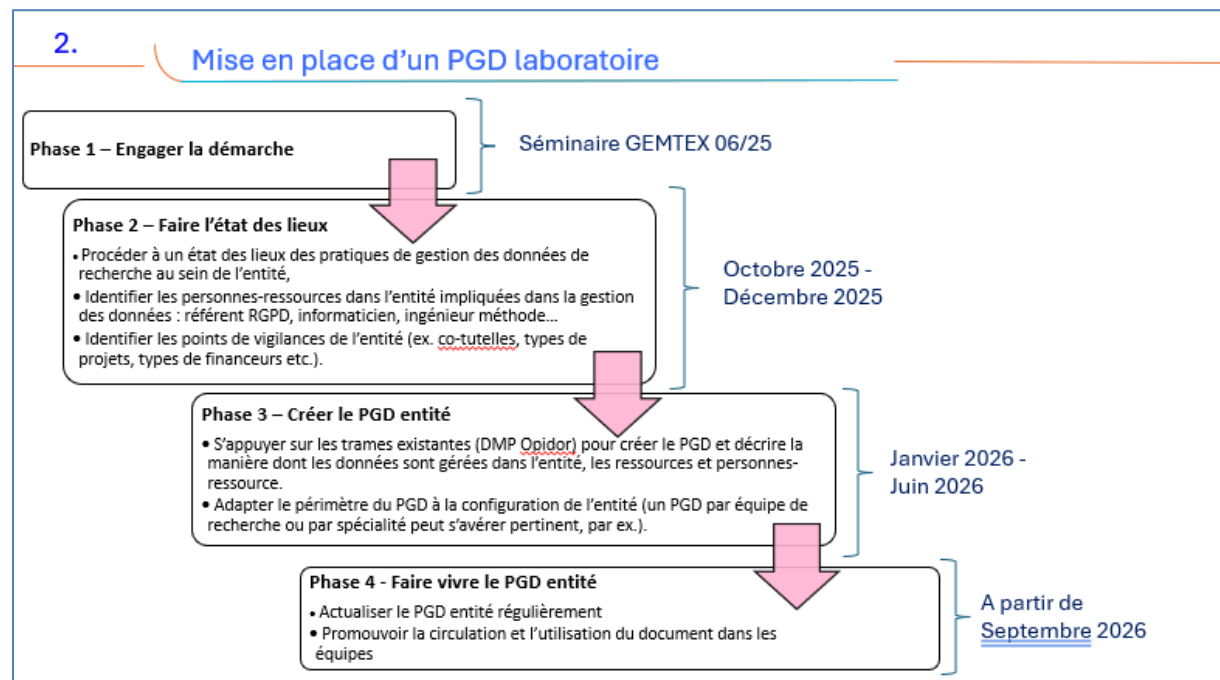 2.
Mise en place d’un PGD laboratoire
Phase 1 – Engager la démarche
Séminaire GEMTEX 06/25
Phase 2 – Faire l’état des lieux
• Procéder à un état des lieux des pratiques de gestion des données de
recherche au sein de l’entité,
• Identifier les personnes-ressources dans l’entité impliquées dans la gestion
des données : référent RGPD, informaticien, ingénieur méthode…
• Identifier les points de vigilances de l’entité (ex. co-tutelles, types de
projets, types de financeurs etc.).
Octobre 2025 -
Décembre 2025
Phase 3 – Créer le PGD entité
• S’appuyer sur les trames existantes (DMP Opidor) pour créer le PGD et décrire la
manière dont les données sont gérées dans l’entité, les ressources et personnes-
ressource.
• Adapter le périmètre du PGD à la configuration de l’entité (un PGD par équipe de
recherche ou par spécialité peut s’avérer pertinent, par ex.).
Janvier 2026 -
Juin 2026
Phase 4 - Faire vivre le PGD entité
• Actualiser le PGD entité régulièrement
• Promouvoir la circulation et l’utilisation du document dans les
équipes
A partir de
Septembre 2026